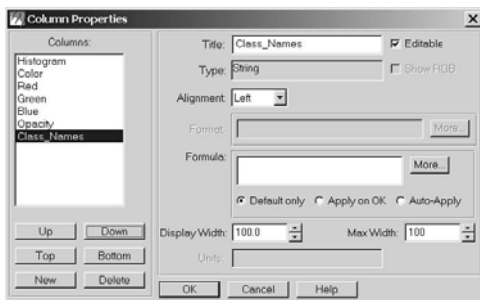 Column Properties
Columns:
Histogram
Color
Red
Green
Blue
Opacity
Class_Names
Up
Down
Top
Bottom
New
Delete
Title: Class_Names
Editable
Type: String
Show RGB
Alignment: Left
Format:
More...
Formula:
More...
Default only
Apply on OK
Auto-Apply
Display Width: 100.0
Max Width: 100
Units:
OK
Cancel
Help